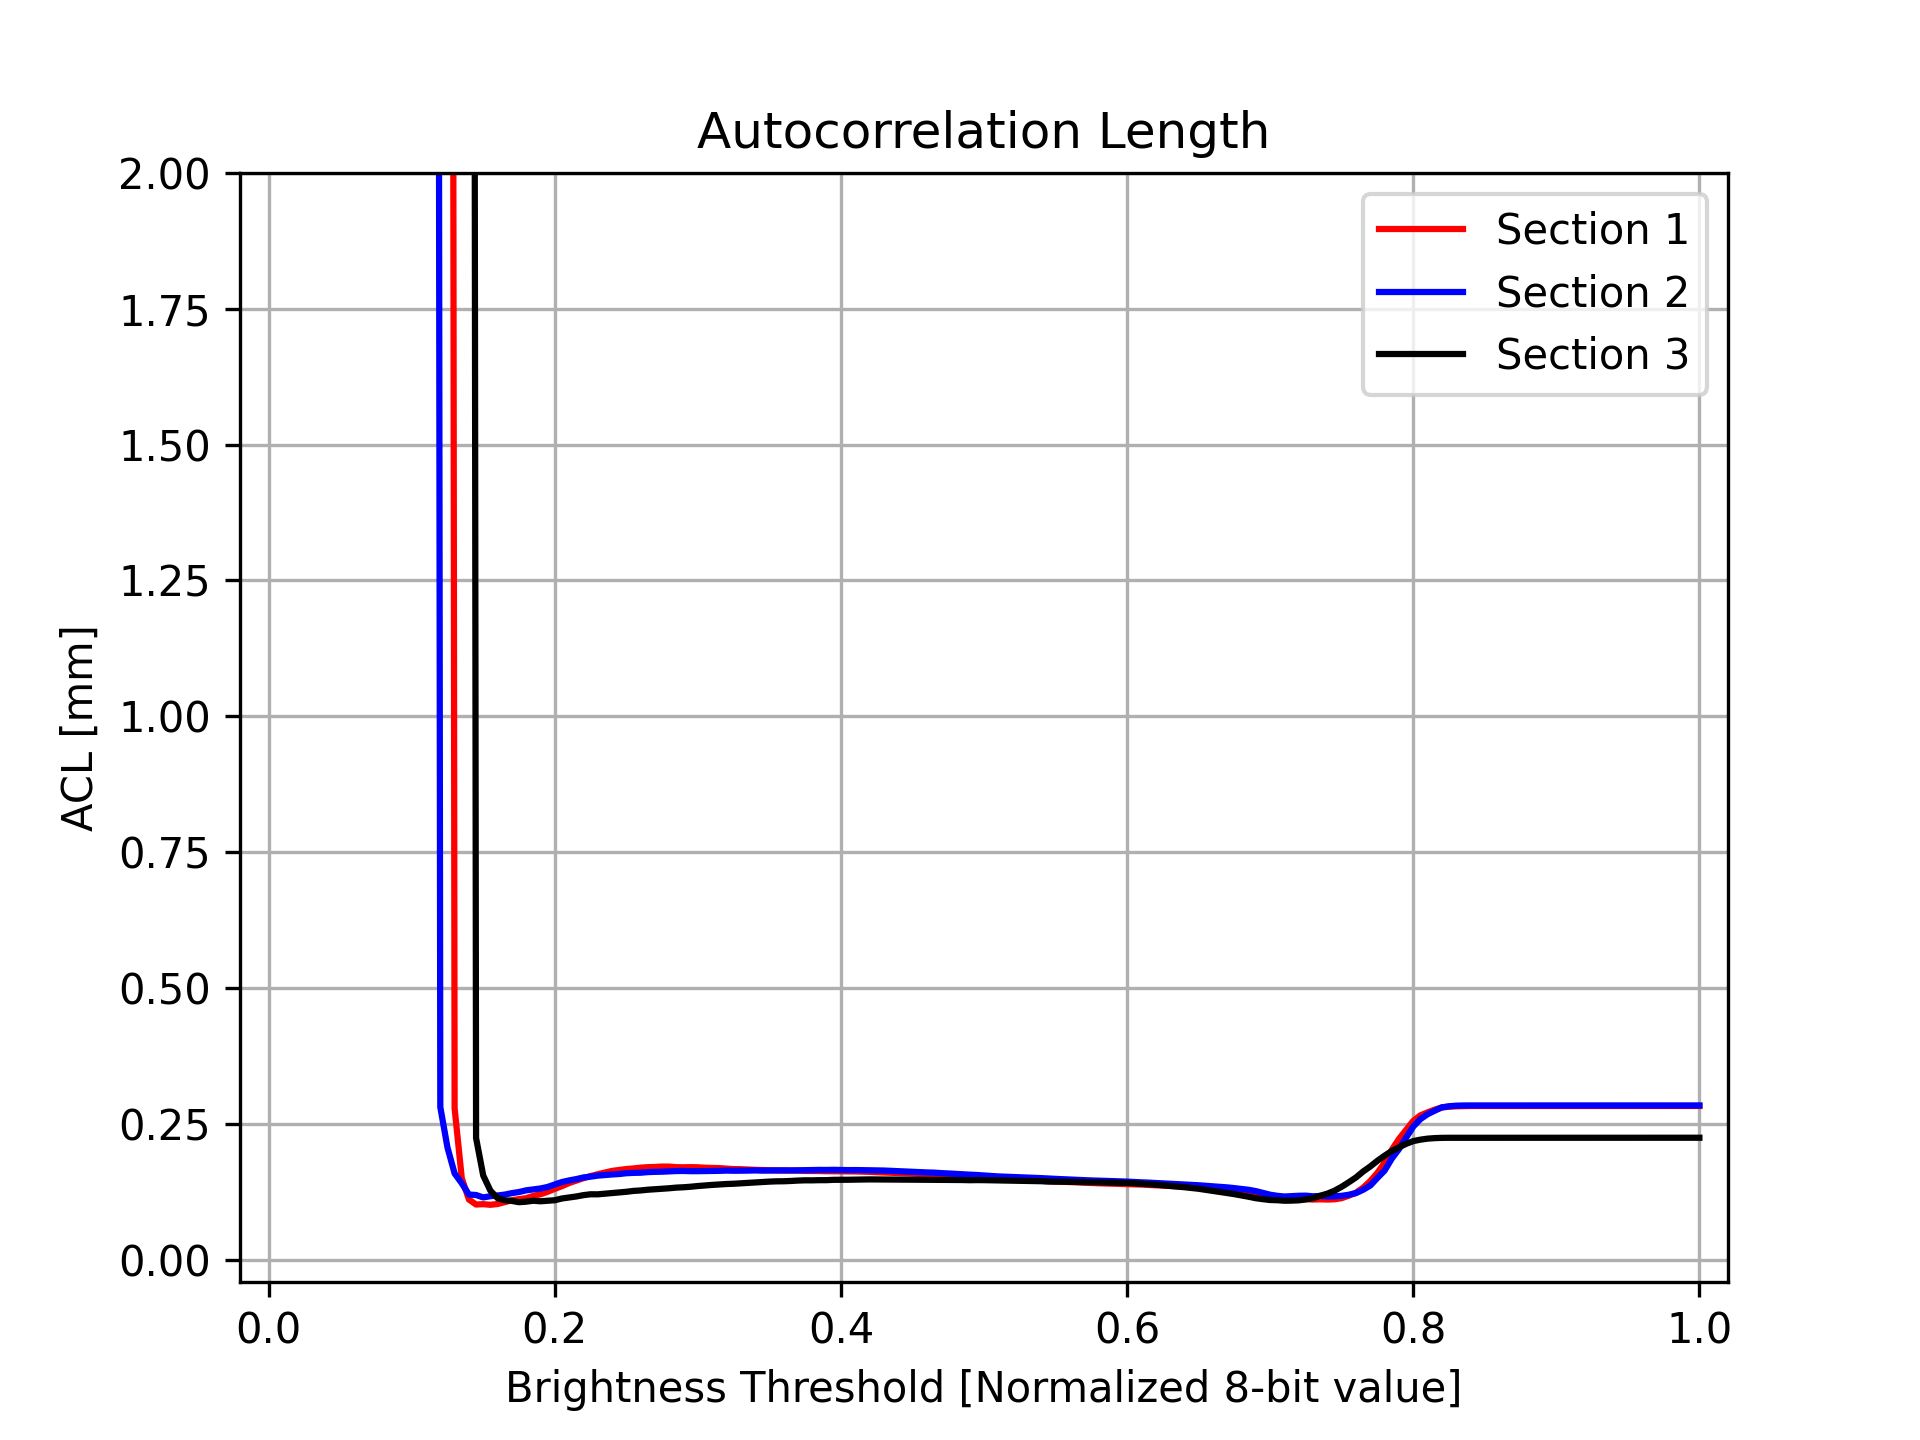 Autocorrelation Length
2.00
1.75
1.50
1.25
1.00
0.75
0.50
0.25
0.00
ACL [mm]
Section 1
Section 2
Section 3
0.0 0.2 0.4 0.6 0.8 1.0
Brightness Threshold [Normalized 8-bit value]